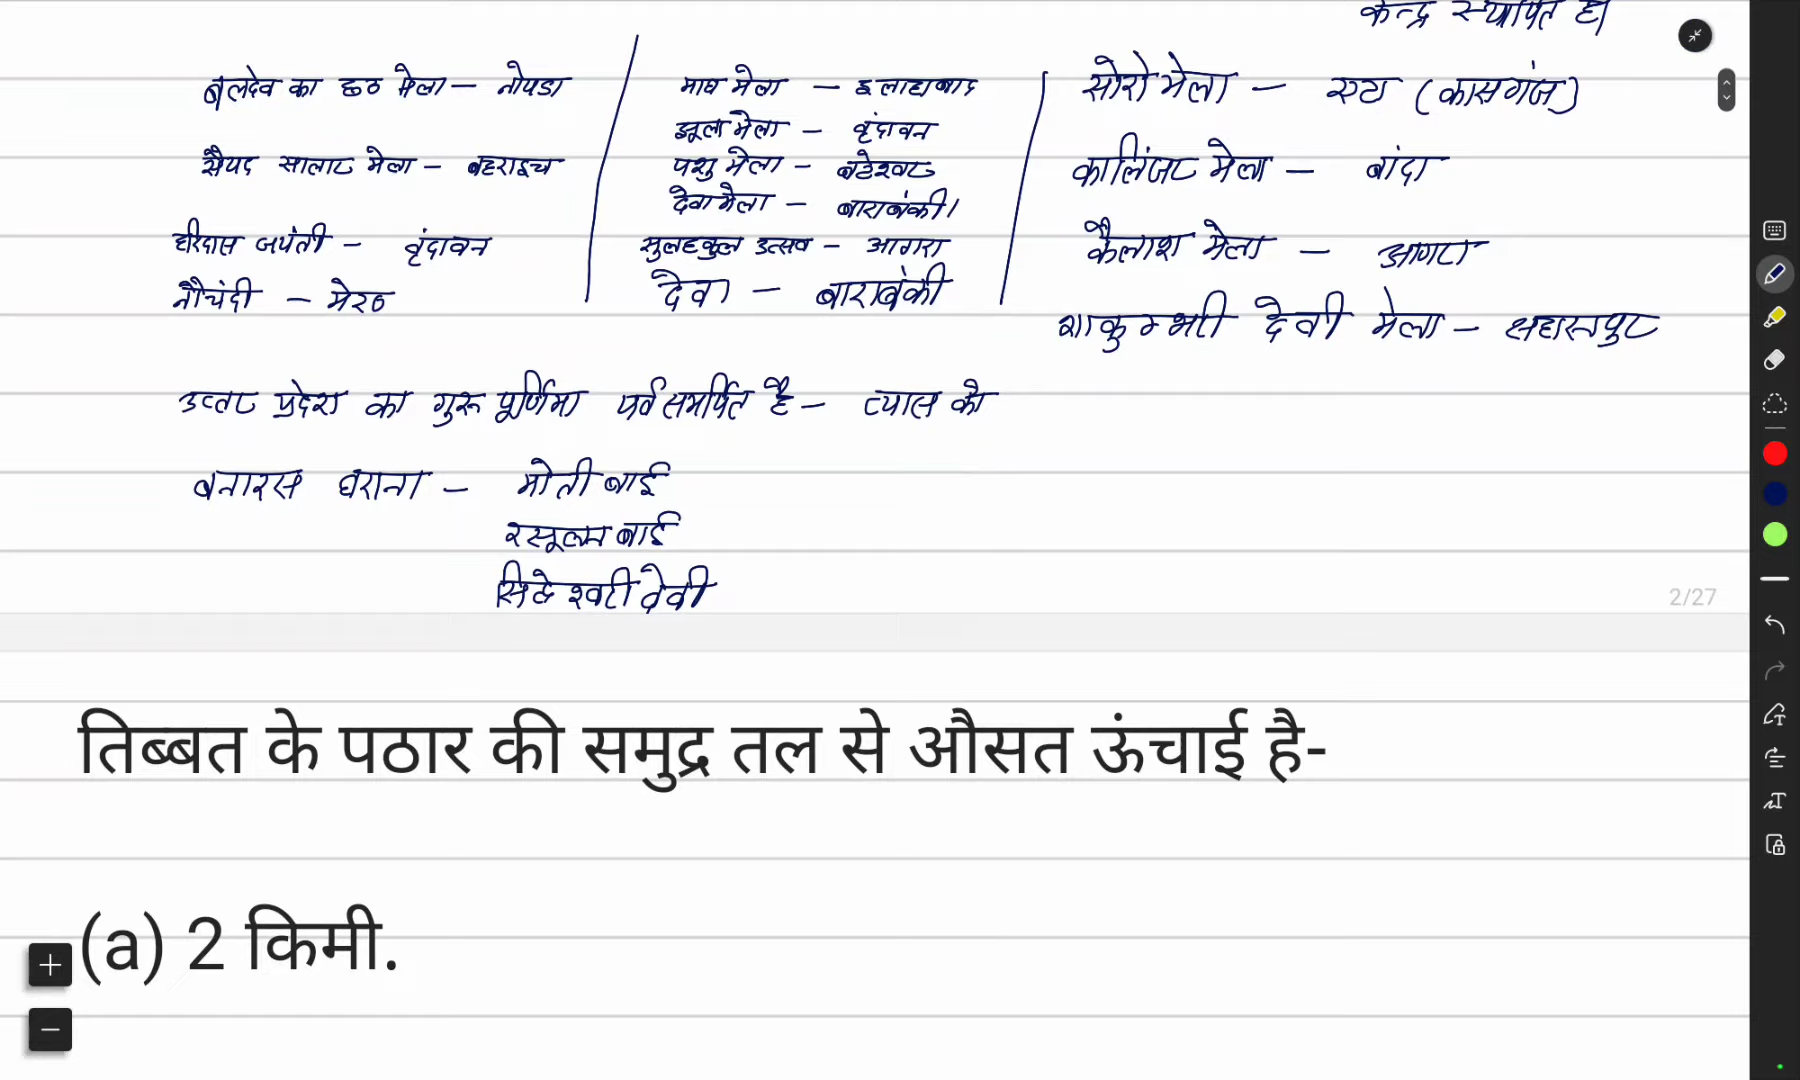 केन्द्र स्थापित है।
बलदेव का छठ मेला – नोएडा
सैयद सालार मेला – बहराइच
हरिदास जयंती – वृंदावन
नौचंदी – मेरठ
माघ मेला – इलाहाबाद
झूला मेला – वृंदावन
पशु मेला – बटेश्वर
देवा मेला – बाराबंकी।
सुलहकुल उत्सव – आगरा
देवा – बाराबंकी
सोरो मेला – एटा (कासगंज)
कालिंजर मेला – बांदा
कैलाश मेला – आगरा
शाकुम्भरी देवी मेला – सहारनपुर
उत्तर प्रदेश का गुरू पूर्णिमा पर्व समर्पित है – व्यास को
बनारस घराना – मोती बाई
रसूलन बाई
सिद्धेश्वरी देवी
2/27
तिब्बत के पठार की समुद्र तल से औसत ऊंचाई है-
(a) 2 किमी.